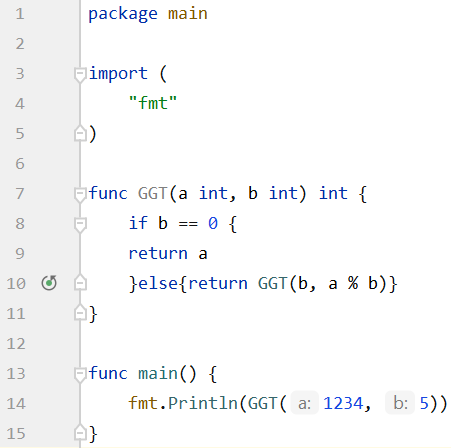 1 package main
2
3 import (
4     "fmt"
5 )
6
7 func GGT(a int, b int) int {
8     if b == 0 {
9     return a
10     }else{return GGT(b, a % b)}
11 }
12
13 func main() {
14     fmt.Println(GGT( a: 1234,  b: 5))
15 }